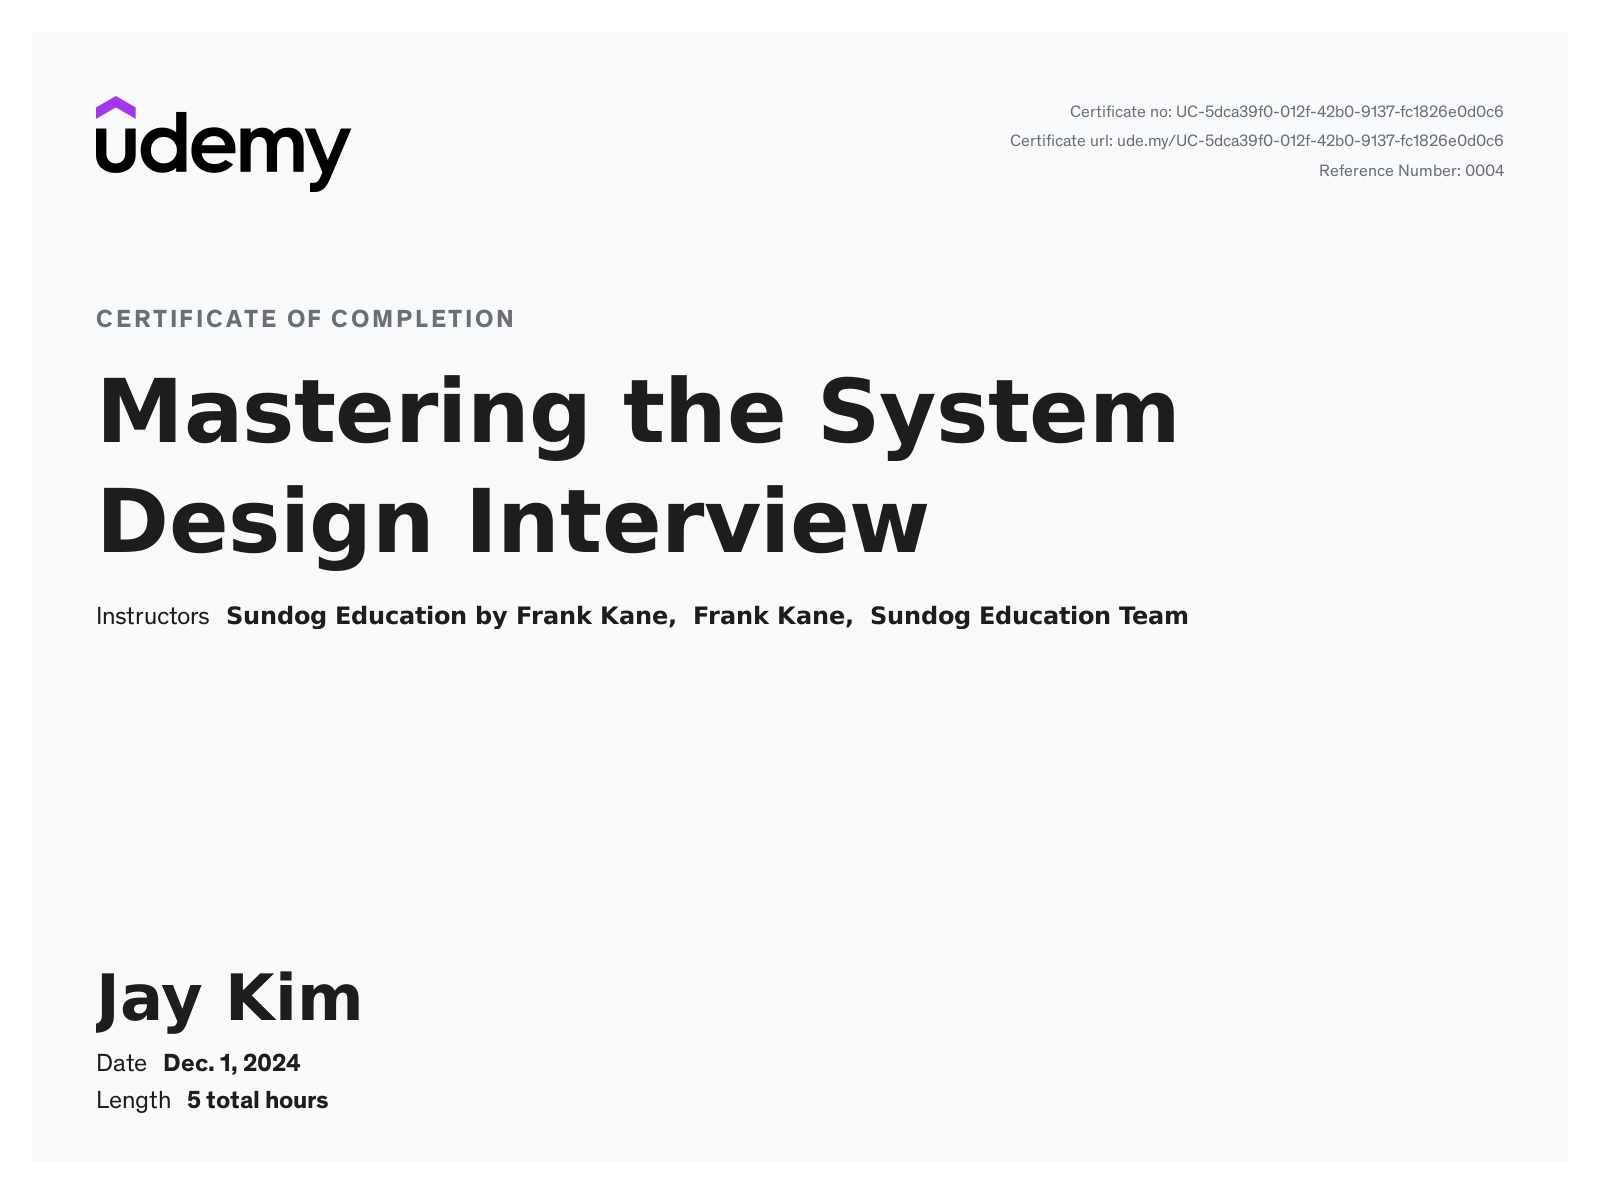 udemy
Certificate no: UC-5dca39f0-012f-42b0-9137-fc1826e0d0c6
Certificate url: ude.my/UC-5dca39f0-012f-42b0-9137-fc1826e0d0c6
Reference Number: 0004
CERTIFICATE OF COMPLETION
Mastering the System
Design Interview
Instructors Sundog Education by Frank Kane, Frank Kane, Sundog Education Team
Jay Kim
Date Dec. 1, 2024
Length 5 total hours